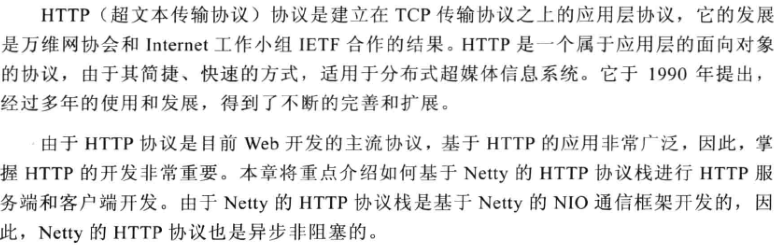 HTTP（超文本传输协议）协议是建立在 TCP 传输协议之上的应用层协议，它的发展
是万维网协会和 Internet 工作小组 IETF 合作的结果。HTTP 是一个属于应用层的面向对象
的协议，由于其简捷、快速的方式，适用于分布式超媒体信息系统。它于 1990 年提出，
经过多年的使用和发展，得到了不断的完善和扩展。
由于 HTTP 协议是目前 Web 开发的主流协议，基于 HTTP 的应用非常广泛，因此，掌
握 HTTP 的开发非常重要。本章将重点介绍如何基于 Netty 的 HTTP 协议栈进行 HTTP 服
务端和客户端开发。由于 Netty 的 HTTP 协议栈是基于 Netty 的 NIO 通信框架开发的，因
此，Netty 的 HTTP 协议也是异步非阻塞的。